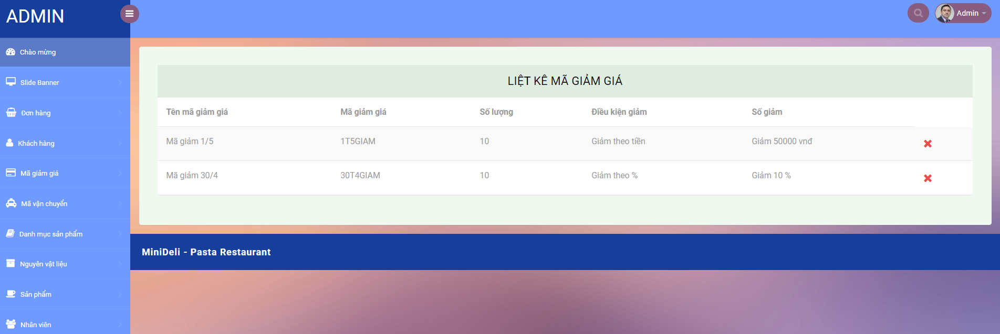 ADMIN
Admin
Chào mừng
Slide Banner
Đơn hàng
Khách hàng
Mã giảm giá
Mã vận chuyển
Danh mục sản phẩm
Nguyên vật liệu
Sản phẩm
Nhân viên
LIỆT KÊ MÃ GIẢM GIÁ
Tên mã giảm giá Mã giảm giá Số lượng Điều kiện giảm Số giảm
Mã giảm 1/5 1T5GIAM 10 Giảm theo tiền Giảm 50000 vnđ
Mã giảm 30/4 30T4GIAM 10 Giảm theo % Giảm 10 %
MiniDeli - Pasta Restaurant